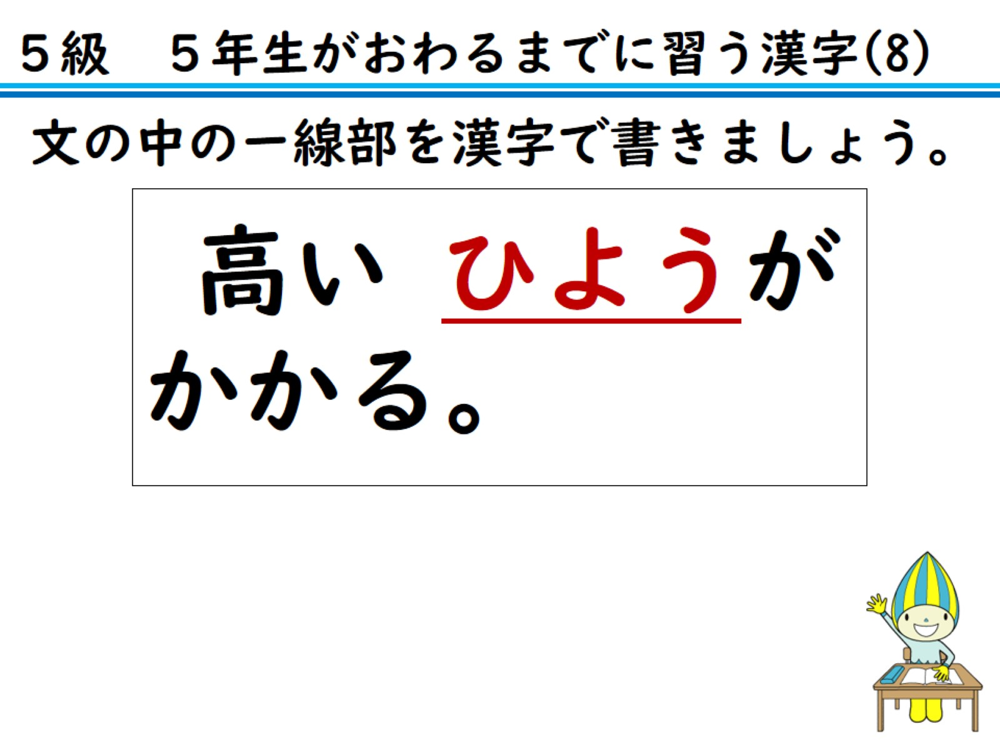 ５級　５年生がおわるまでに習う漢字(8)
文の中の一線部を漢字で書きましょう。
高い ひようが
かかる。